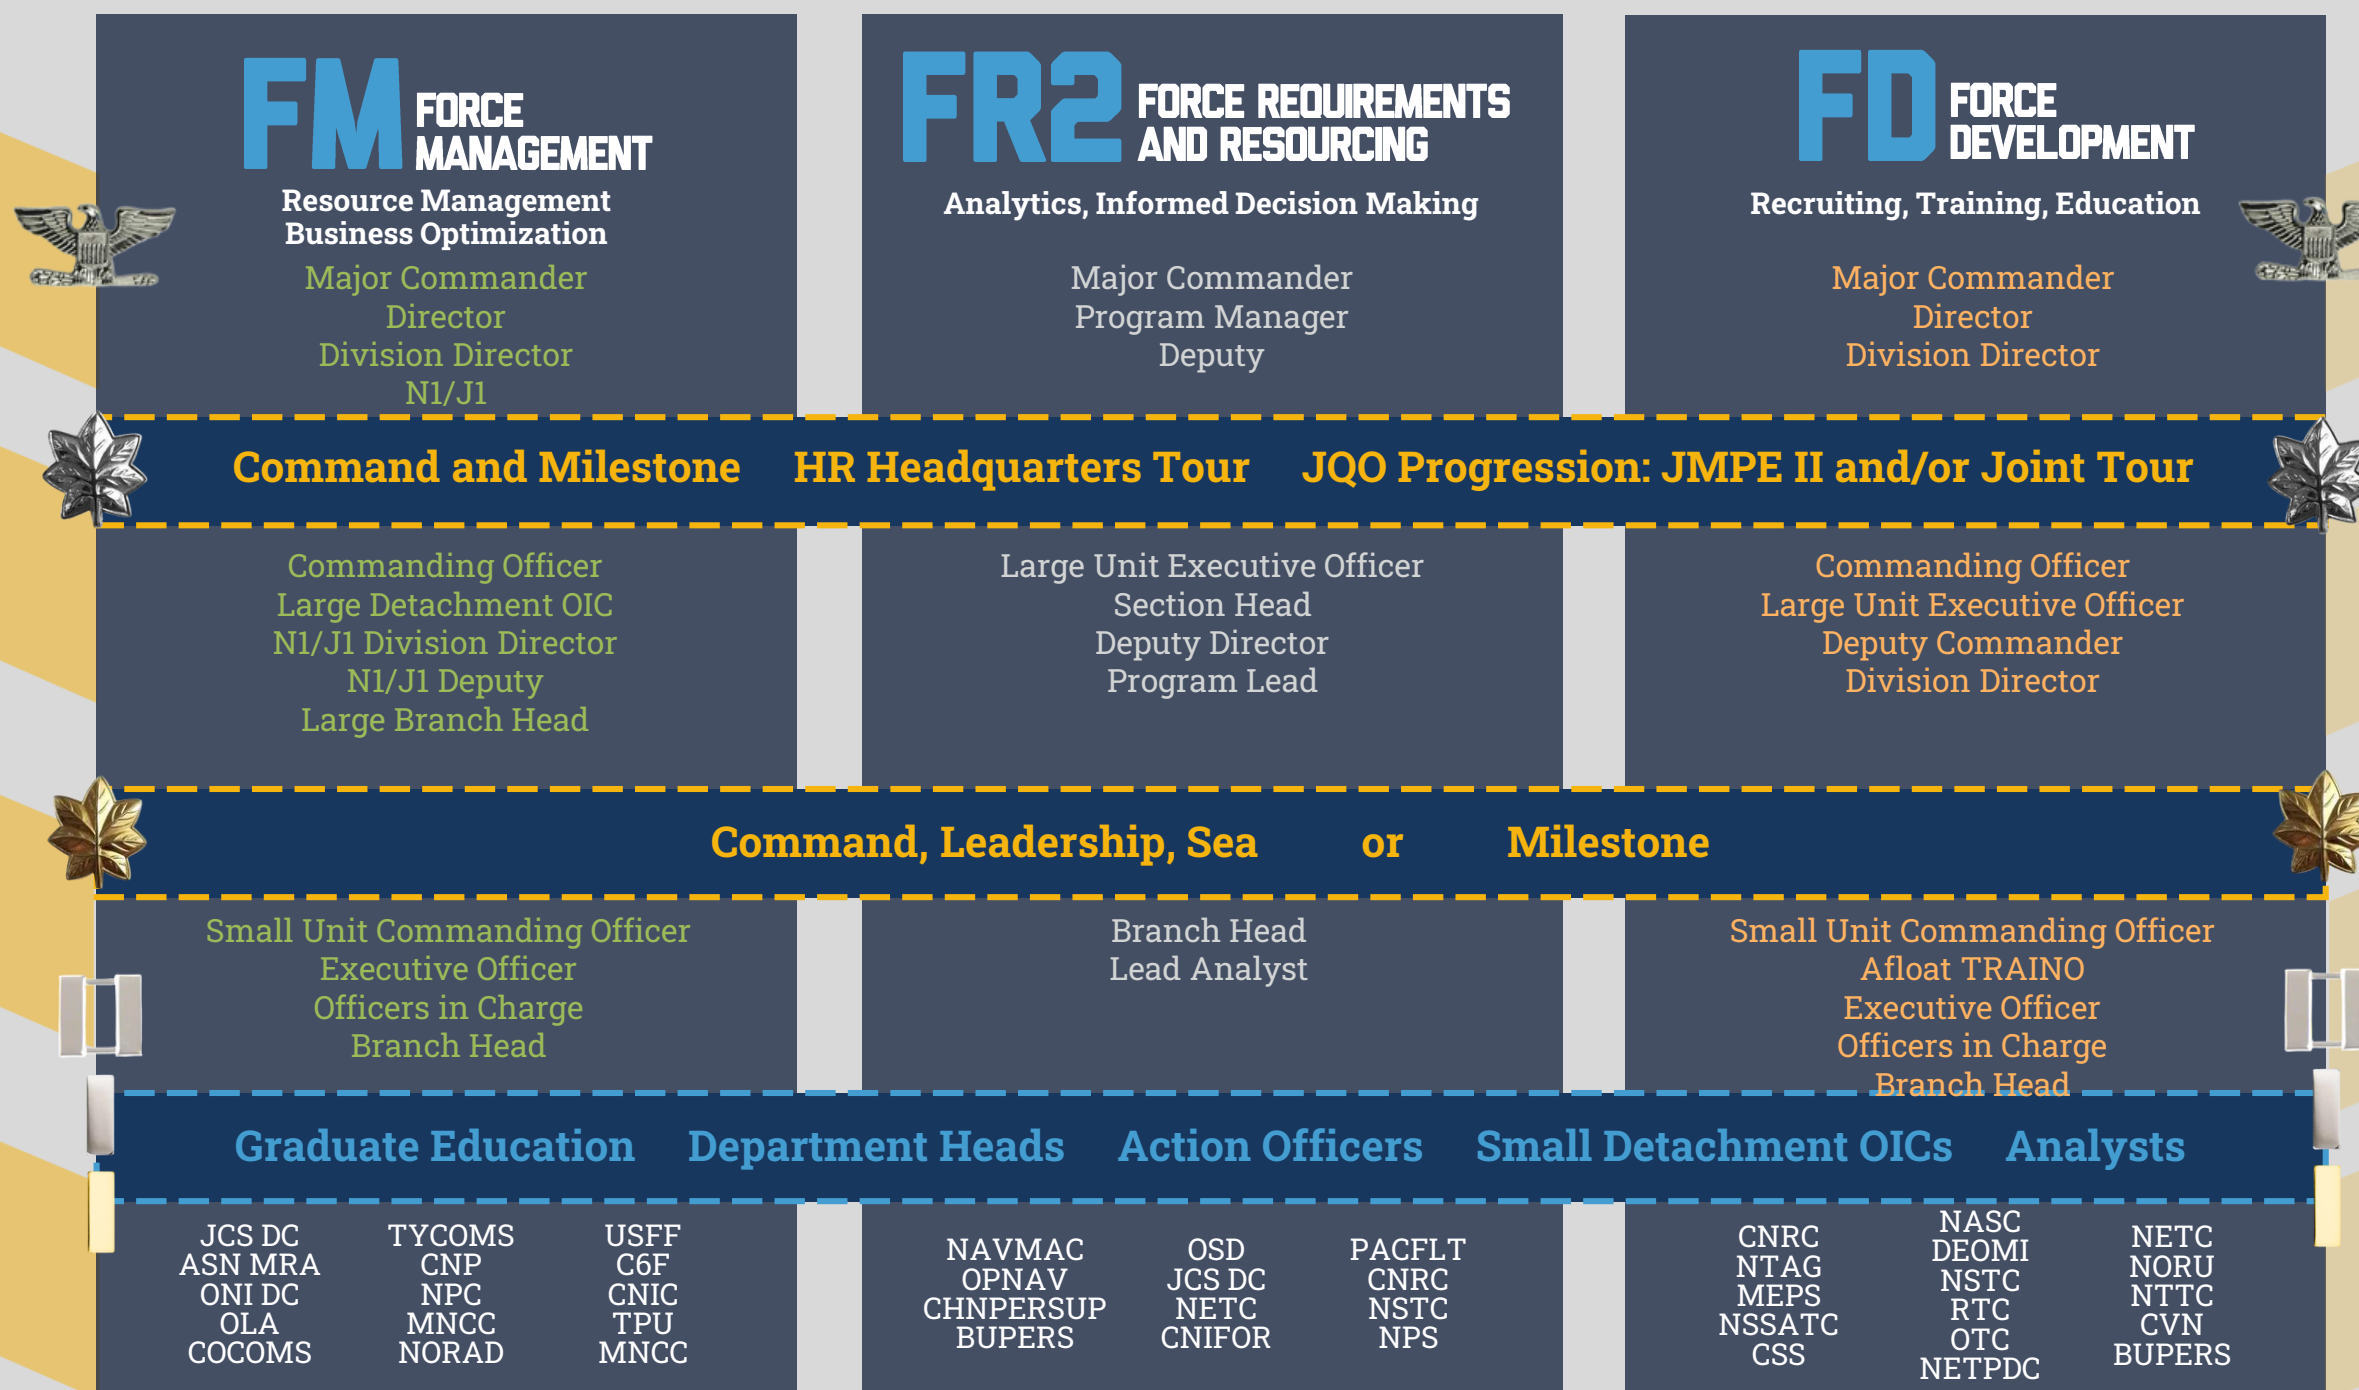 FM FORCE
MANAGEMENT
Resource Management
Business Optimization
Major Commander
Director
Division Director
N1/J1
FR2 FORCE REQUIREMENTS
AND RESOURCING
Analytics, Informed Decision Making
Major Commander
Program Manager
Deputy
FD FORCE
DEVELOPMENT
Recruiting, Training, Education
Major Commander
Director
Division Director
Command and Milestone HR Headquarters Tour JQO Progression: JMPE II and/or Joint Tour
Commanding Officer
Large Detachment OIC
N1/J1 Division Director
N1/J1 Deputy
Large Branch Head
Large Unit Executive Officer
Section Head
Deputy Director
Program Lead
Commanding Officer
Large Unit Executive Officer
Deputy Commander
Division Director
Command, Leadership, Sea or Milestone
Small Unit Commanding Officer
Executive Officer
Officers in Charge
Branch Head
Branch Head
Lead Analyst
Small Unit Commanding Officer
Afloat TRAINO
Executive Officer
Officers in Charge
Branch Head
Graduate Education Department Heads Action Officers Small Detachment OICs Analysts
JCS DC
ASN MRA
ONI DC
OLA
COCOMS
TYCOMS
CNP
NPC
MNCC
NORAD
USFF
C6F
CNIC
TPU
MNCC
NAVMAC
OPNAV
CHNPERSUP
BUPERS
OSD
JCS DC
NETC
CNIFOR
PACFLT
CNRC
NSTC
NPS
CNRC
NTAG
MEPS
NSSATC
CSS
NASC
DEOMI
NSTC
RTC
OTC
NETPDC
NETC
NORU
NTTC
CVN
BUPERS